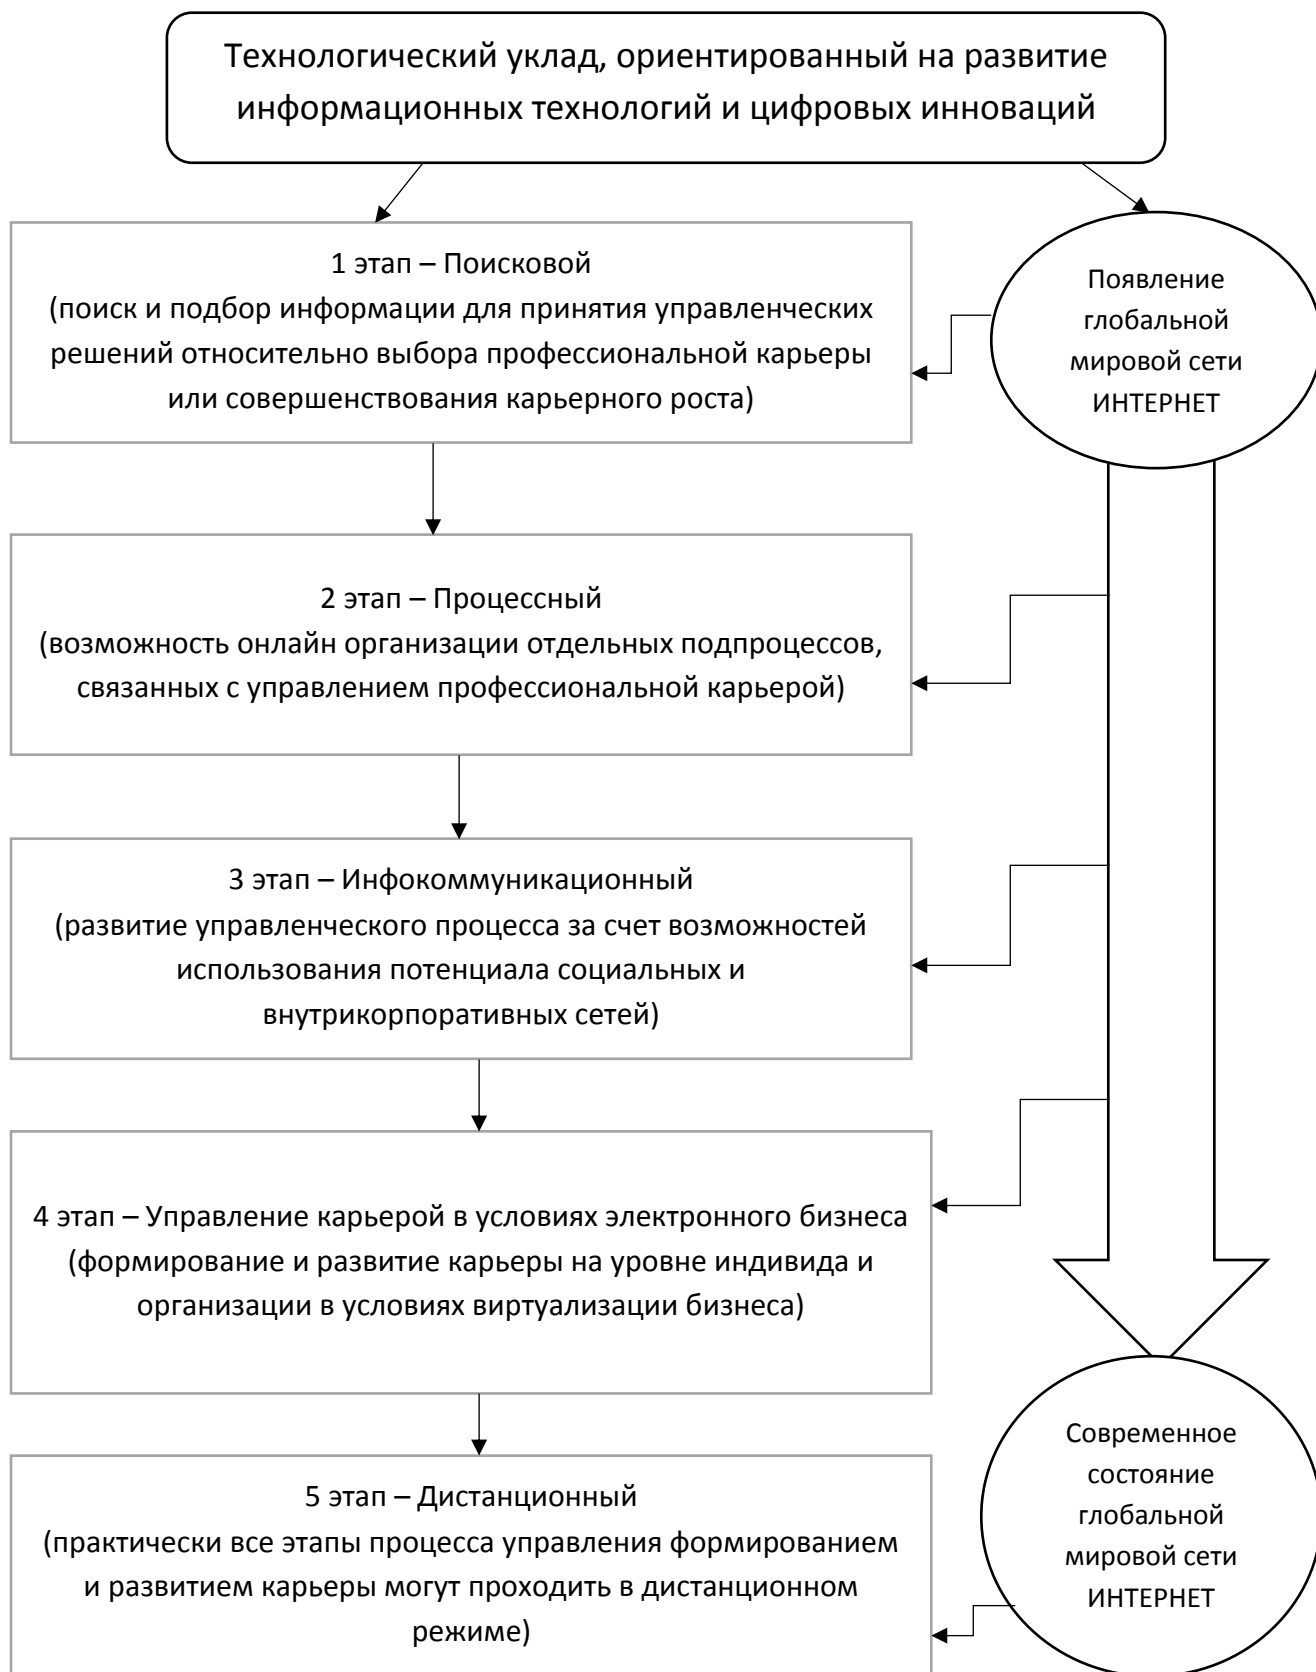 Технологический уклад, ориентированный на развитие
информационных технологий и цифровых инноваций
1 этап – Поисковой
(поиск и подбор информации для принятия управленческих
решений относительно выбора профессиональной карьеры
или совершенствования карьерного роста)
Появление
глобальной
мировой сети
ИНТЕРНЕТ
2 этап – Процессный
(возможность онлайн организации отдельных подпроцессов,
связанных с управлением профессиональной карьерой)
3 этап – Инфокоммуникационный
(развитие управленческого процесса за счет возможностей
использования потенциала социальных и
внутрикорпоративных сетей)
4 этап – Управление карьерой в условиях электронного бизнеса
(формирование и развитие карьеры на уровне индивида и
организации в условиях виртуализации бизнеса)
5 этап – Дистанционный
(практически все этапы процесса управления формированием
и развитием карьеры могут проходить в дистанционном
режиме)
Современное
состояние
глобальной
мировой сети
ИНТЕРНЕТ